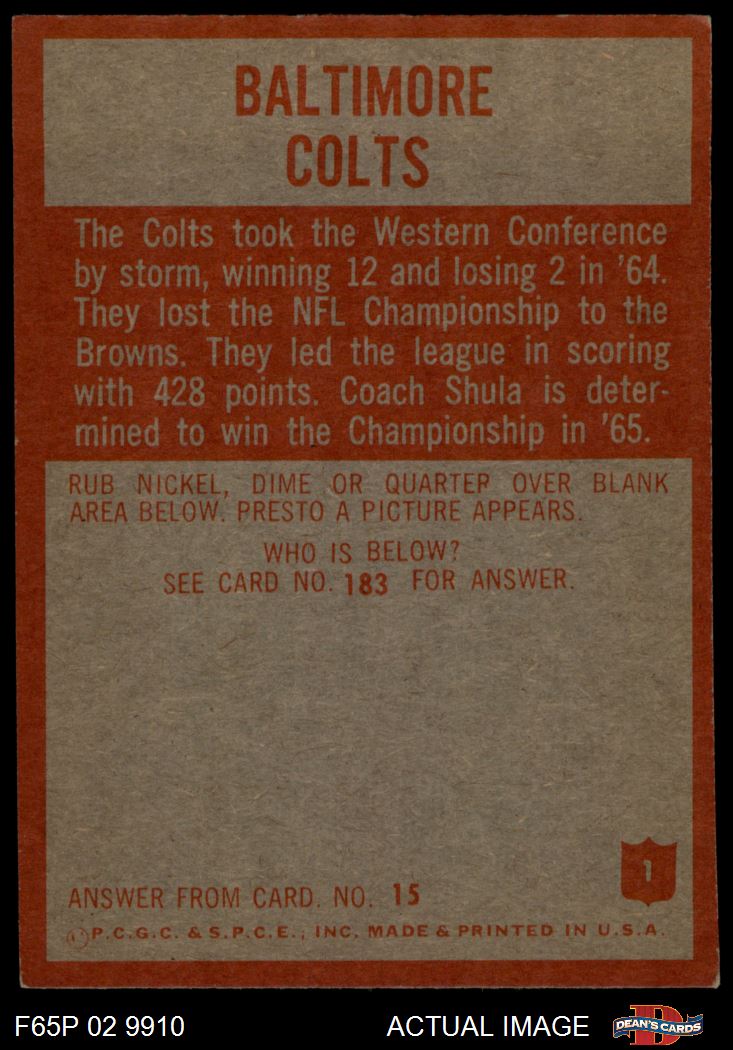 BALTIMORE
COLTS
The Colts took the Western Conference
by storm, winning 12 and losing 2 in '64.
They lost the NFL Championship to the
Browns. They led the league in scoring
with 428 points. Coach Shula is deter-
mined to win the Championship in '65.
RUB NICKEL, DIME OR QUARTER OVER BLANK
AREA BELOW. PRESTO A PICTURE APPEARS.
WHO IS BELOW?
SEE CARD NO. 183 FOR ANSWER.
1
ANSWER FROM CARD. NO. 15
©P.C.G.C. & S.P.C.E., INC. MADE & PRINTED IN U.S.A.
F65P 02 9910 ACTUAL IMAGE D DEAN'S CARDS